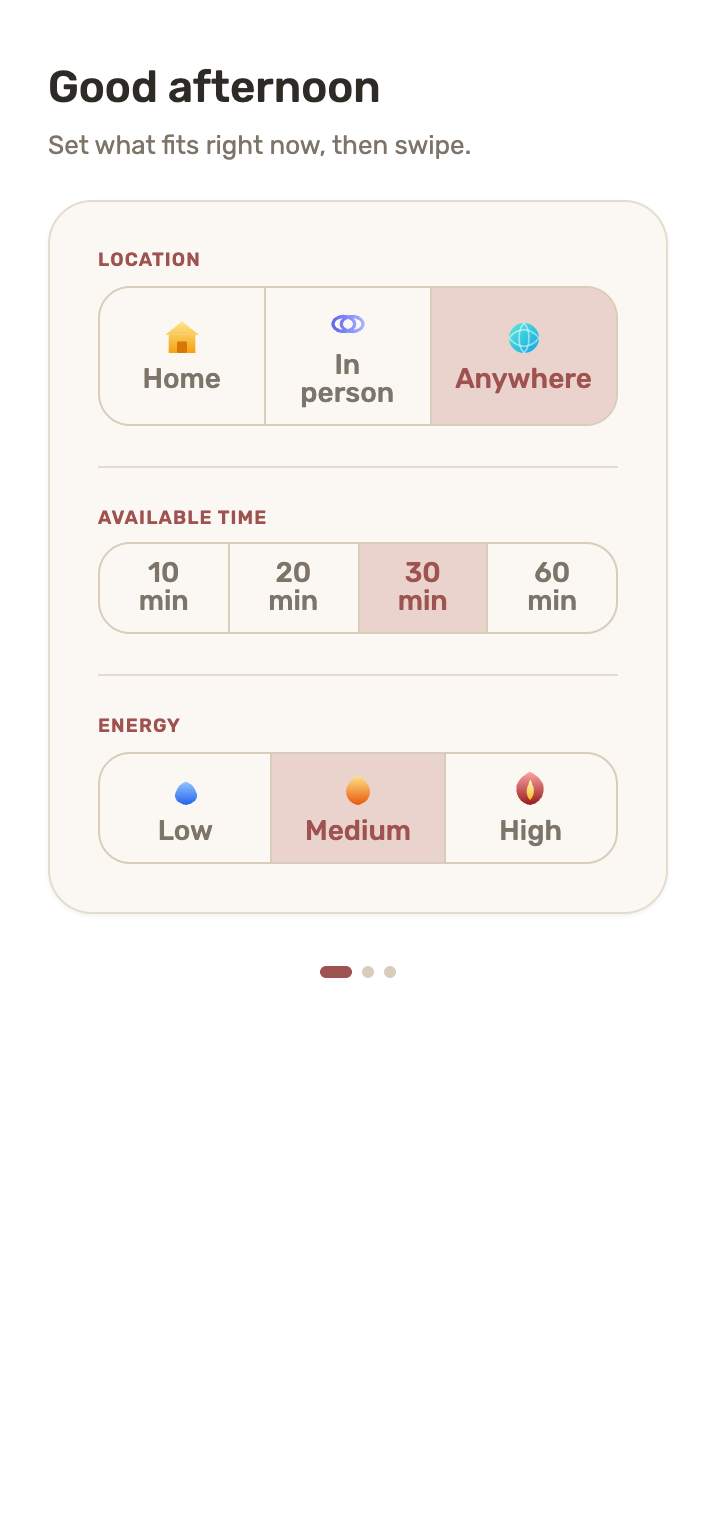 Good afternoon
Set what fits right now, then swipe.
LOCATION
Home
In
person
Anywhere
AVAILABLE TIME
10
min
20
min
30
min
60
min
ENERGY
Low
Medium
High